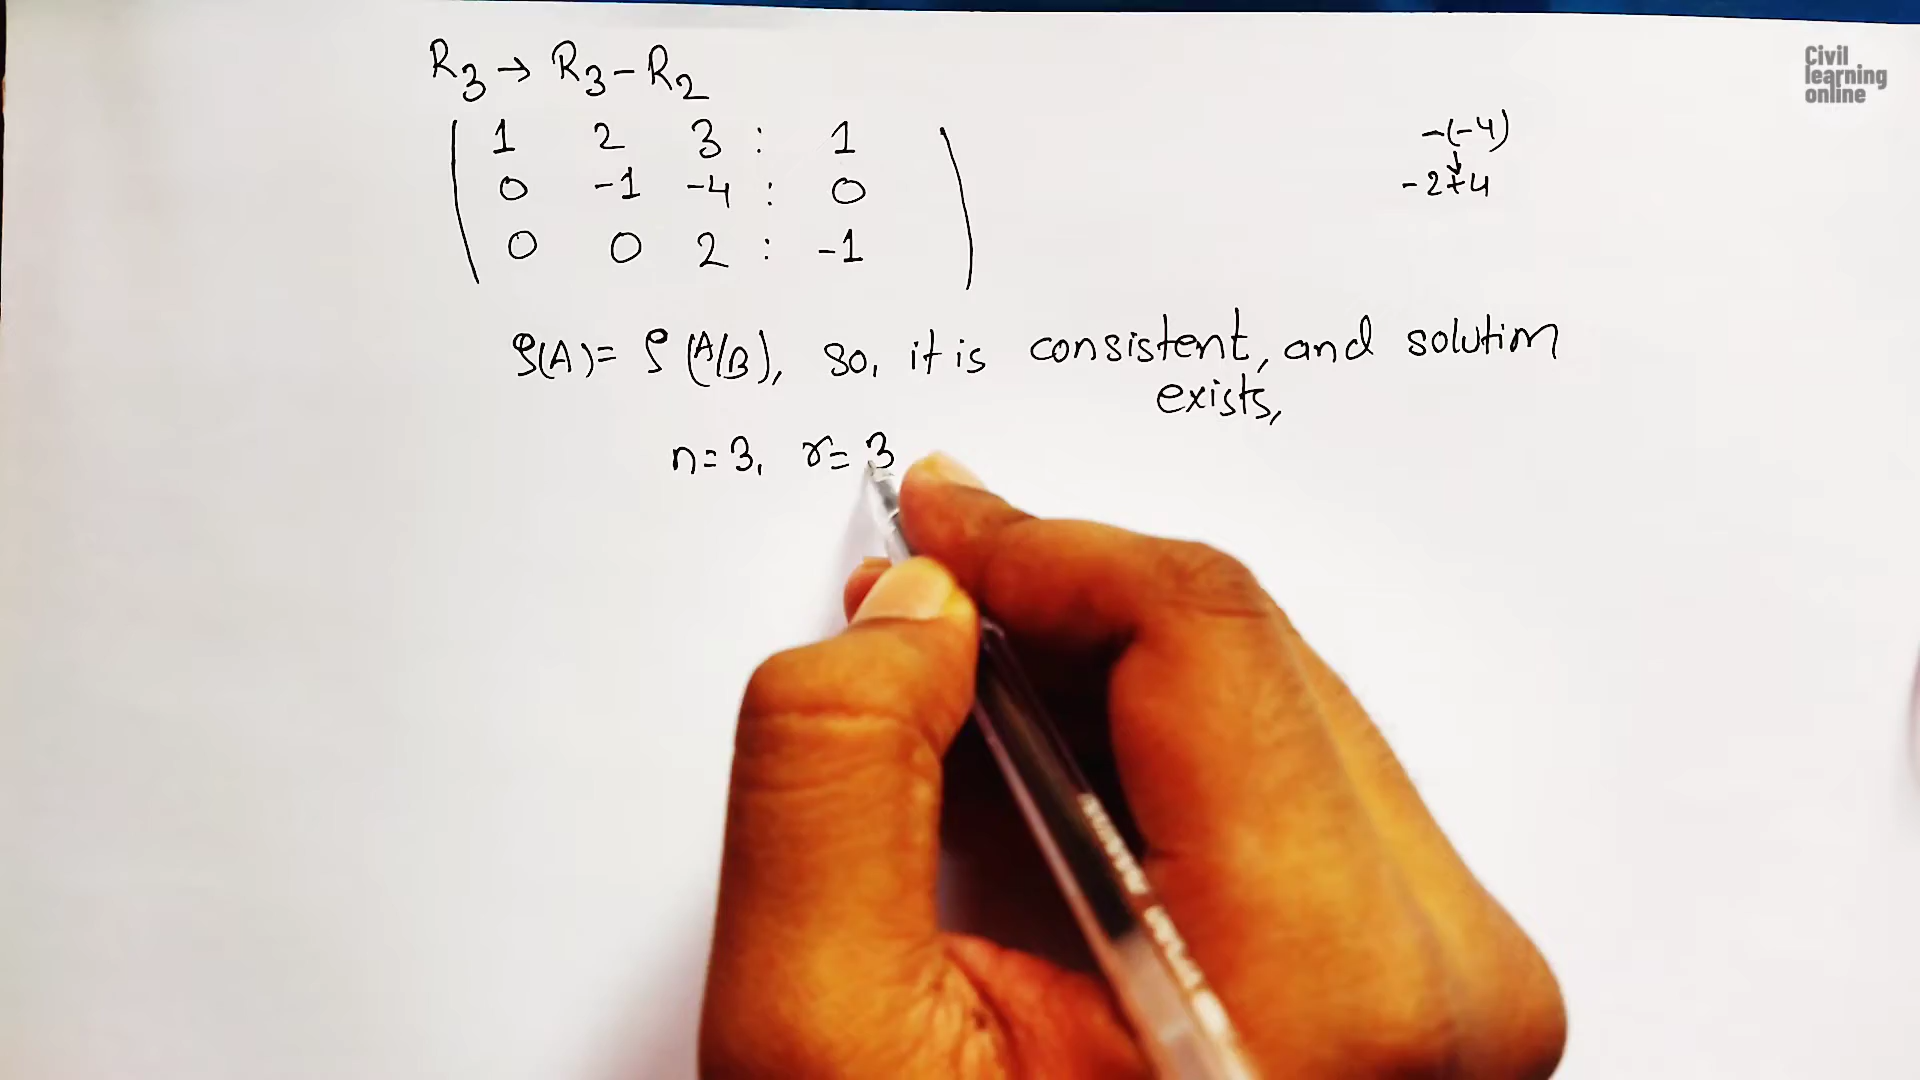 R3 → R3 - R2
1 2 3 : 1
0 -1 -4 : 0
0 0 2 : -1
ρ(A) = ρ(A/B), so, it is consistent, and solution
exists,
n = 3, r = 3
-(-4)
↓
-2+4
Civil
learning
online